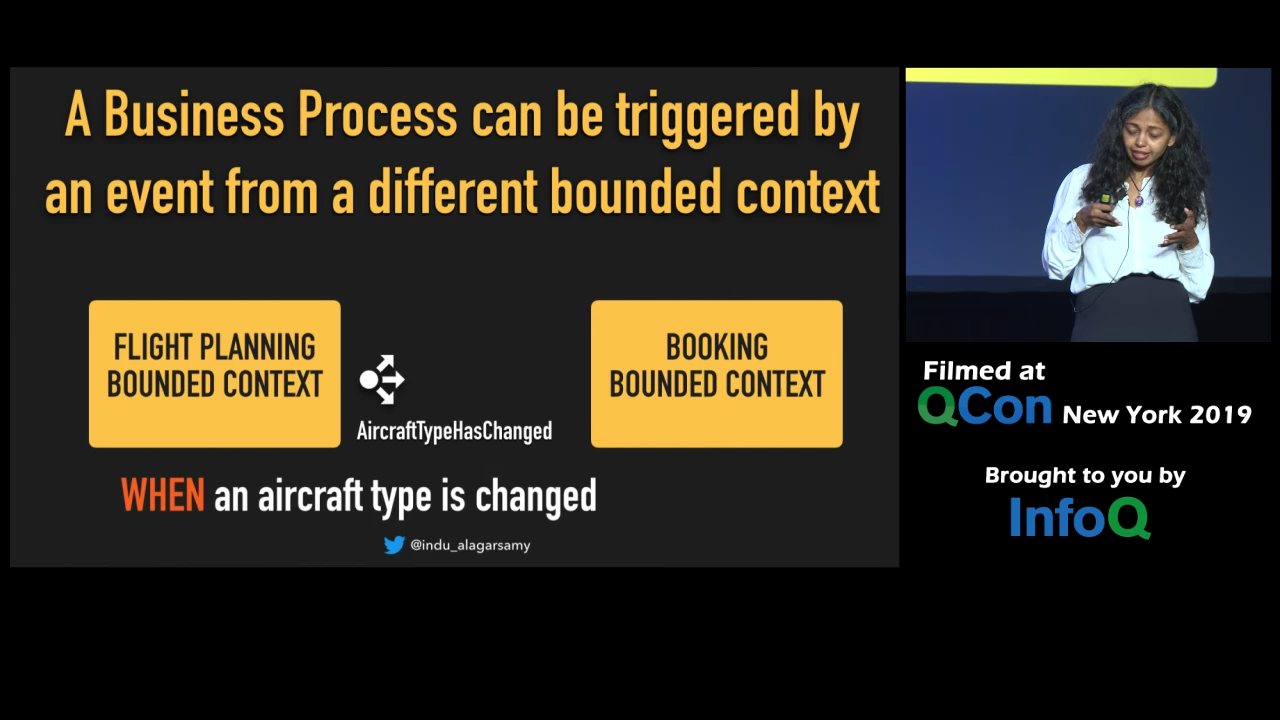 A Business Process can be triggered by
an event from a different bounded context
FLIGHT PLANNING
BOUNDED CONTEXT
AircraftTypeHasChanged
BOOKING
BOUNDED CONTEXT
WHEN an aircraft type is changed
@indu_alagarsamy
Filmed at
QCon New York 2019
Brought to you by
InfoQ